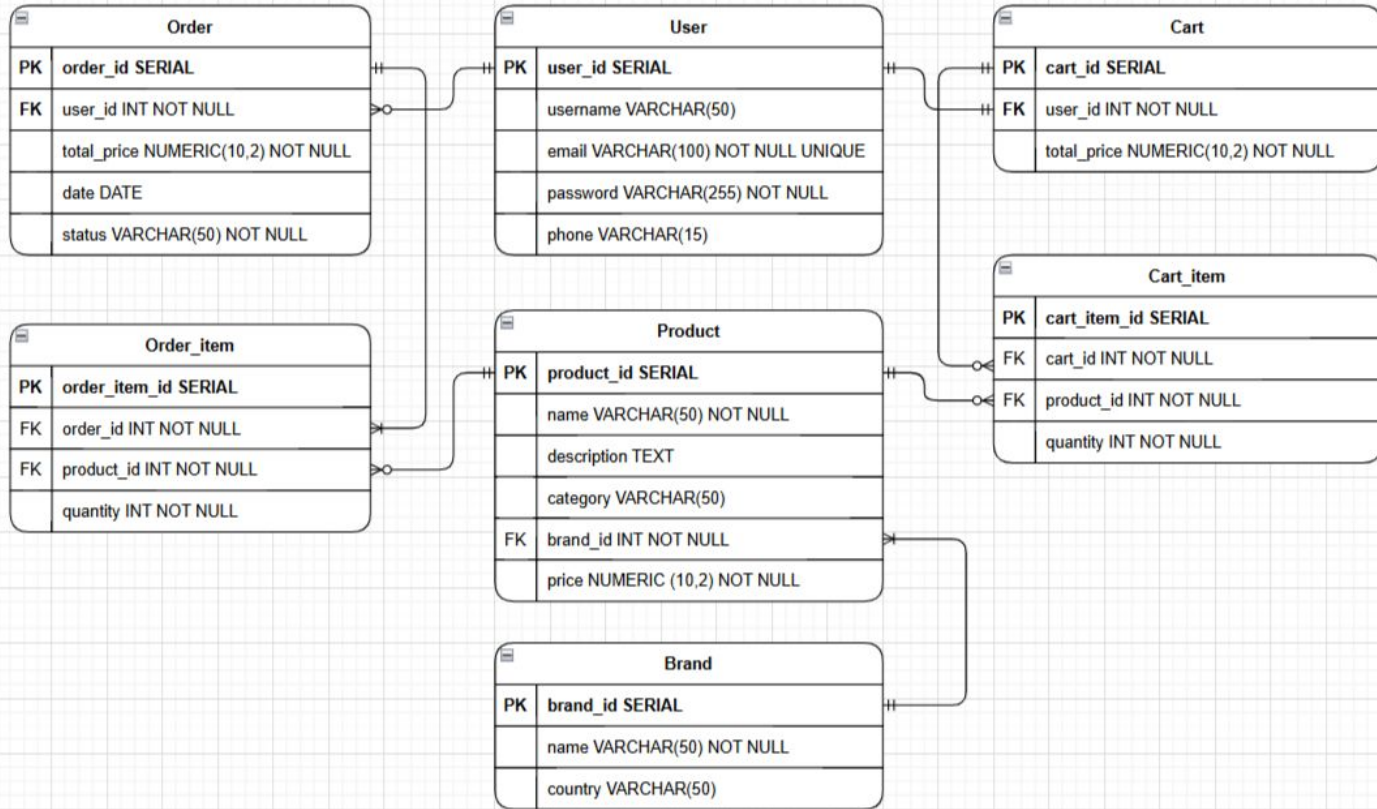 Order
PK order_id SERIAL
FK user_id INT NOT NULL
total_price NUMERIC(10,2) NOT NULL
date DATE
status VARCHAR(50) NOT NULL
User
PK user_id SERIAL
username VARCHAR(50)
email VARCHAR(100) NOT NULL UNIQUE
password VARCHAR(255) NOT NULL
phone VARCHAR(15)
Cart
PK cart_id SERIAL
FK user_id INT NOT NULL
total_price NUMERIC(10,2) NOT NULL
Order_item
PK order_item_id SERIAL
FK order_id INT NOT NULL
FK product_id INT NOT NULL
quantity INT NOT NULL
Product
PK product_id SERIAL
name VARCHAR(50) NOT NULL
description TEXT
category VARCHAR(50)
FK brand_id INT NOT NULL
price NUMERIC (10,2) NOT NULL
Cart_item
PK cart_item_id SERIAL
FK cart_id INT NOT NULL
FK product_id INT NOT NULL
quantity INT NOT NULL
Brand
PK brand_id SERIAL
name VARCHAR(50) NOT NULL
country VARCHAR(50)